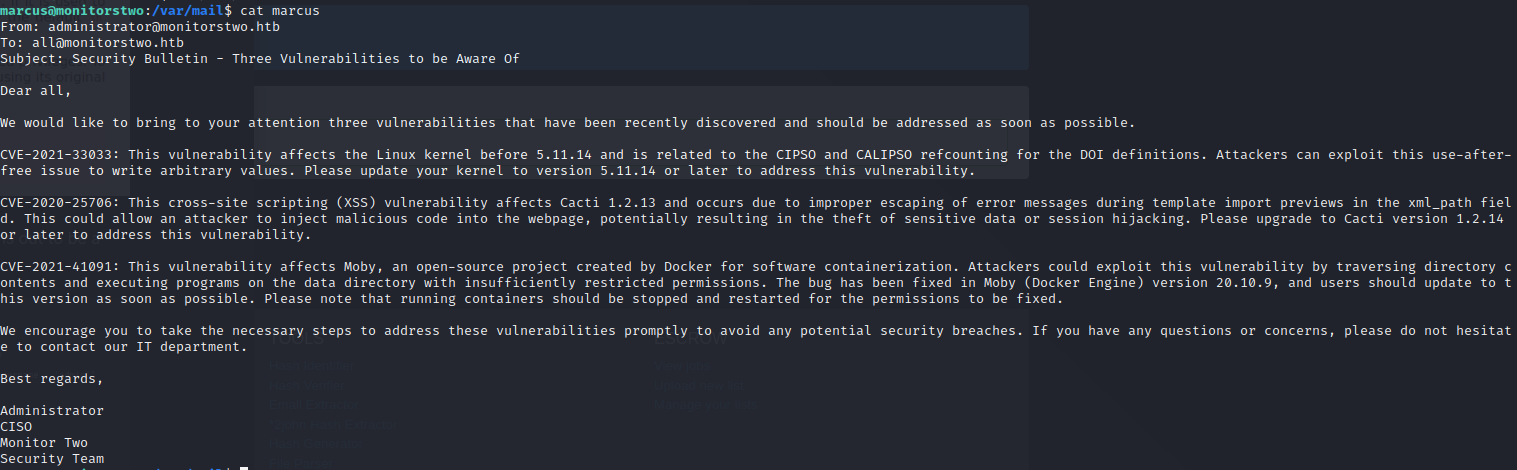 marcus@monitorstwo:/var/mail$ cat marcus
From: administrator@monitorstwo.htb
To: all@monitorstwo.htb
Subject: Security Bulletin - Three Vulnerabilities to be Aware Of
using its original
Dear all,
We would like to bring to your attention three vulnerabilities that have been recently discovered and should be addressed as soon as possible.
CVE-2021-33033: This vulnerability affects the Linux kernel before 5.11.14 and is related to the CIPSO and CALIPSO refcounting for the DOI definitions. Attackers can exploit this use-after-
free issue to write arbitrary values. Please update your kernel to version 5.11.14 or later to address this vulnerability.
CVE-2020-25706: This cross-site scripting (XSS) vulnerability affects Cacti 1.2.13 and occurs due to improper escaping of error messages during template import previews in the xml_path fiel
d. This could allow an attacker to inject malicious code into the webpage, potentially resulting in the theft of sensitive data or session hijacking. Please upgrade to Cacti version 1.2.14
or later to address this vulnerability.
CVE-2021-41091: This vulnerability affects Moby, an open-source project created by Docker for software containerization. Attackers could exploit this vulnerability by traversing directory c
ontents and executing programs on the data directory with insufficiently restricted permissions. The bug has been fixed in Moby (Docker Engine) version 20.10.9, and users should update to t
his version as soon as possible. Please note that running containers should be stopped and restarted for the permissions to be fixed.
We encourage you to take the necessary steps to address these vulnerabilities promptly to avoid any potential security breaches. If you have any questions or concerns, please do not hesitat
e to contact our IT department.
TOOLS ESCROW
Best regards,
Administrator
CISO
Monitor Two
Security Team